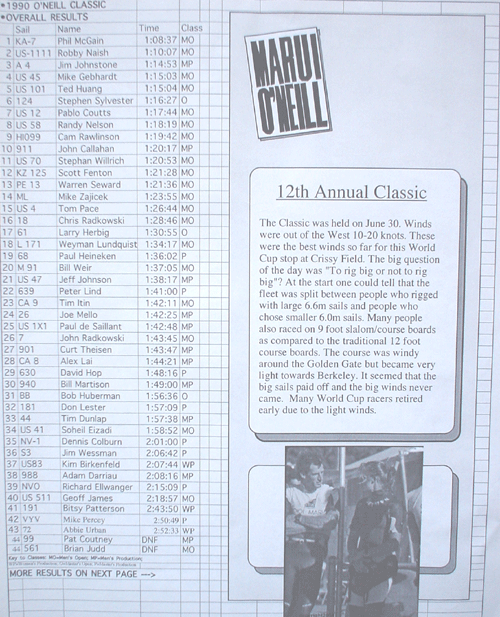 •1990 O'NEILL CLASSIC
•OVERALL RESULTS
Sail Name Time Class
1 KA-7 Phil McGain 1:08:37 MO
2 US-1111 Robby Naish 1:10:07 MO
3 A 4 Jim Johnstone 1:14:53 MP
4 US 45 Mike Gebhardt 1:15:03 MO
5 US 101 Ted Huang 1:15:04 MO
6 124 Stephen Sylvester 1:16:27 O
7 US 12 Pablo Coutts 1:17:44 MO
8 US 58 Randy Nelson 1:18:19 MO
9 HI099 Cam Rawlinson 1:19:42 MO
10 911 John Callahan 1:20:17 MP
11 US 70 Stephan Willrich 1:20:53 MO
12 KZ 125 Scott Fenton 1:21:28 MO
13 PE 13 Warren Seward 1:21:36 MO
14 ML Mike Zajicek 1:23:55 MO
15 US 4 Tom Pace 1:26:44 MO
16 18 Chris Radkowski 1:28:46 MO
17 61 Larry Herbig 1:30:55 O
18 L 171 Weyman Lundquist 1:34:17 MO
19 68 Paul Heineken 1:36:02 P
20 M 91 Bill Weir 1:37:05 MO
21 US 47 Jeff Johnson 1:38:17 MP
22 639 Peter Lind 1:41:00 P
23 CA 9 Tim Itin 1:42:11 MO
24 26 Joe Mello 1:42:25 MP
25 US 1X1 Paul de Saillant 1:42:48 MP
26 7 John Radkowski 1:43:45 MO
27 901 Curt Theisen 1:43:47 MP
28 CA 8 Alex Lai 1:44:21 MP
29 630 David Hop 1:48:16 P
30 940 Bill Martison 1:49:00 MP
31 BB Bob Huberman 1:56:36 O
32 181 Don Lester 1:57:09 P
33 44 Tim Dunlap 1:57:38 MP
34 US 41 Soheil Eizadi 1:58:52 MO
35 NV-1 Dennis Colburn 2:01:00 P
36 S3 Jim Wessman 2:06:42 P
37 US83 Kim Birkenfeld 2:07:44 WP
38 988 Adam Darriau 2:08:16 MP
39 NVO Richard Ellwanger 2:15:09 P
40 US 511 Geoff James 2:18:57 MO
41 191 Bitsy Patterson 2:43:50 WP
42 VYV Mike Percey 2:50:49 P
43 72 Abbie Urban 2:52:33 WP
44 99 Pat Coutney DNF MP
44 561 Brian Judd DNF MO
Key to Classes: MO=Men's Open; MP=Men's Production;
MORE RESULTS ON NEXT PAGE --->
MARUI
O'NEILL
12th Annual Classic
The Classic was held on June 30. Winds
were out of the West 10-20 knots. These
were the best winds so far for this World
Cup stop at Crissy Field. The big question
of the day was "To rig big or not to rig
big"? At the start one could tell that the
fleet was split between people who rigged
with large 6.6m sails and people who
chose smaller 6.0m sails. Many people
also raced on 9 foot slalom/course boards
as compared to the traditional 12 foot
course boards. The course was windy
around the Golden Gate but became very
light towards Berkeley. It seemed that the
big sails paid off and the big winds never
came. Many World Cup racers retired
early due to the light winds.